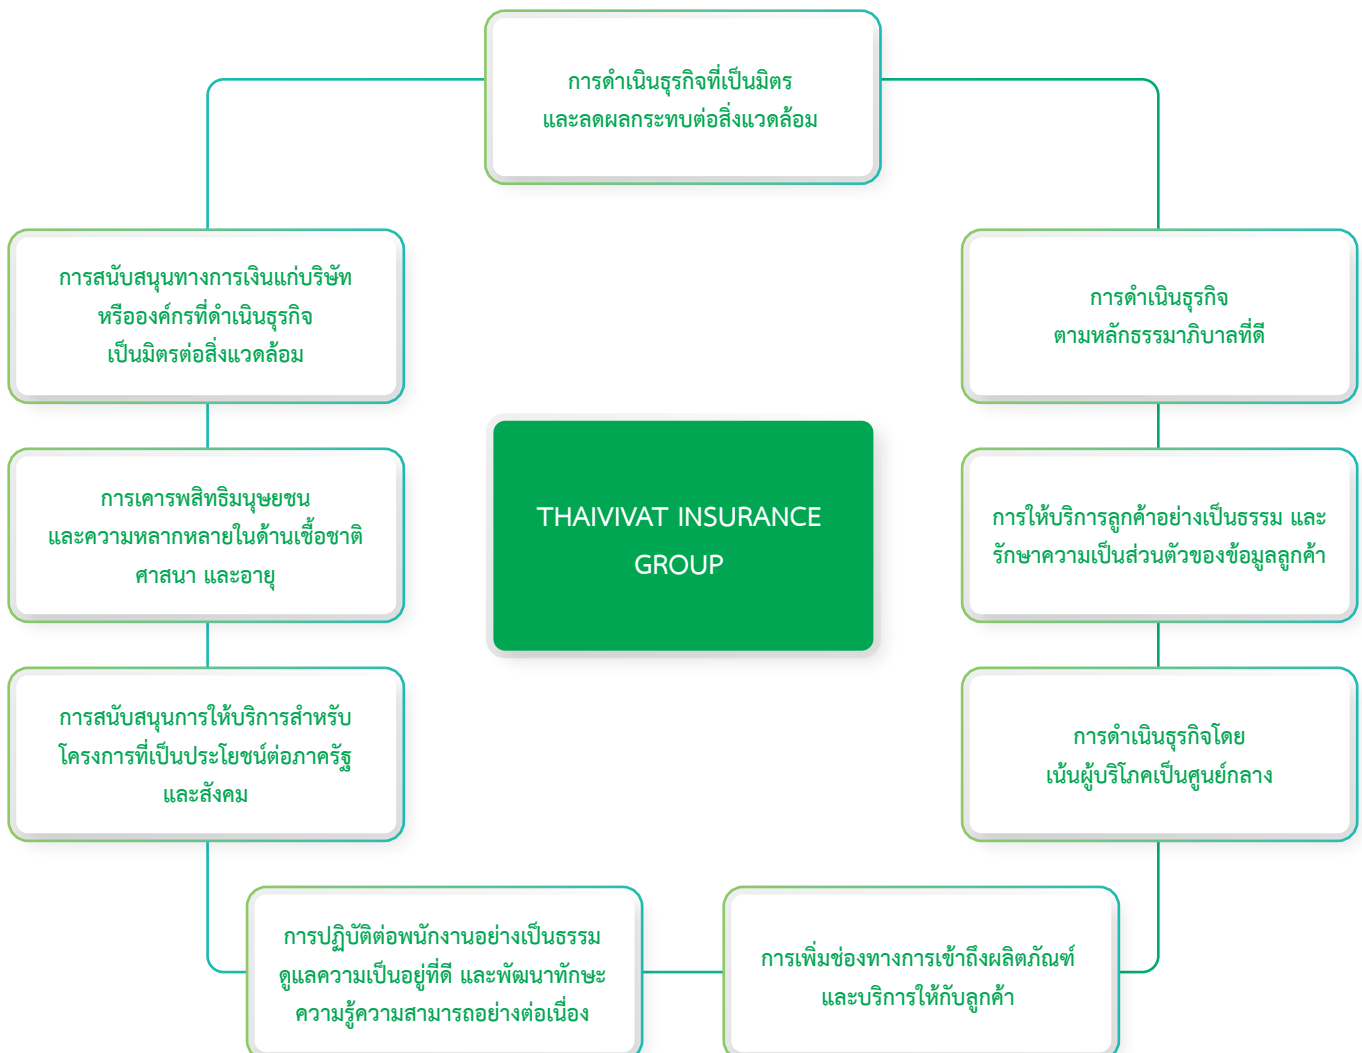 การดำเนินธุรกิจที่เป็นมิตร
และลดผลกระทบต่อสิ่งแวดล้อม
การสนับสนุนทางการเงินแก่บริษัท
หรือองค์กรที่ดำเนินธุรกิจ
เป็นมิตรต่อสิ่งแวดล้อม
การดำเนินธุรกิจ
ตามหลักธรรมาภิบาลที่ดี
การเคารพสิทธิมนุษยชน
และความหลากหลายในด้านเชื้อชาติ
ศาสนา และอายุ
THAIVIVAT INSURANCE
GROUP
การให้บริการลูกค้าอย่างเป็นธรรม และ
รักษาความเป็นส่วนตัวของข้อมูลลูกค้า
การสนับสนุนการให้บริการสำหรับ
โครงการที่เป็นประโยชน์ต่อภาครัฐ
และสังคม
การดำเนินธุรกิจโดย
เน้นผู้บริโภคเป็นศูนย์กลาง
การปฏิบัติต่อพนักงานอย่างเป็นธรรม
ดูแลความเป็นอยู่ที่ดี และพัฒนาทักษะ
ความรู้ความสามารถอย่างต่อเนื่อง
การเพิ่มช่องทางการเข้าถึงผลิตภัณฑ์
และบริการให้กับลูกค้า